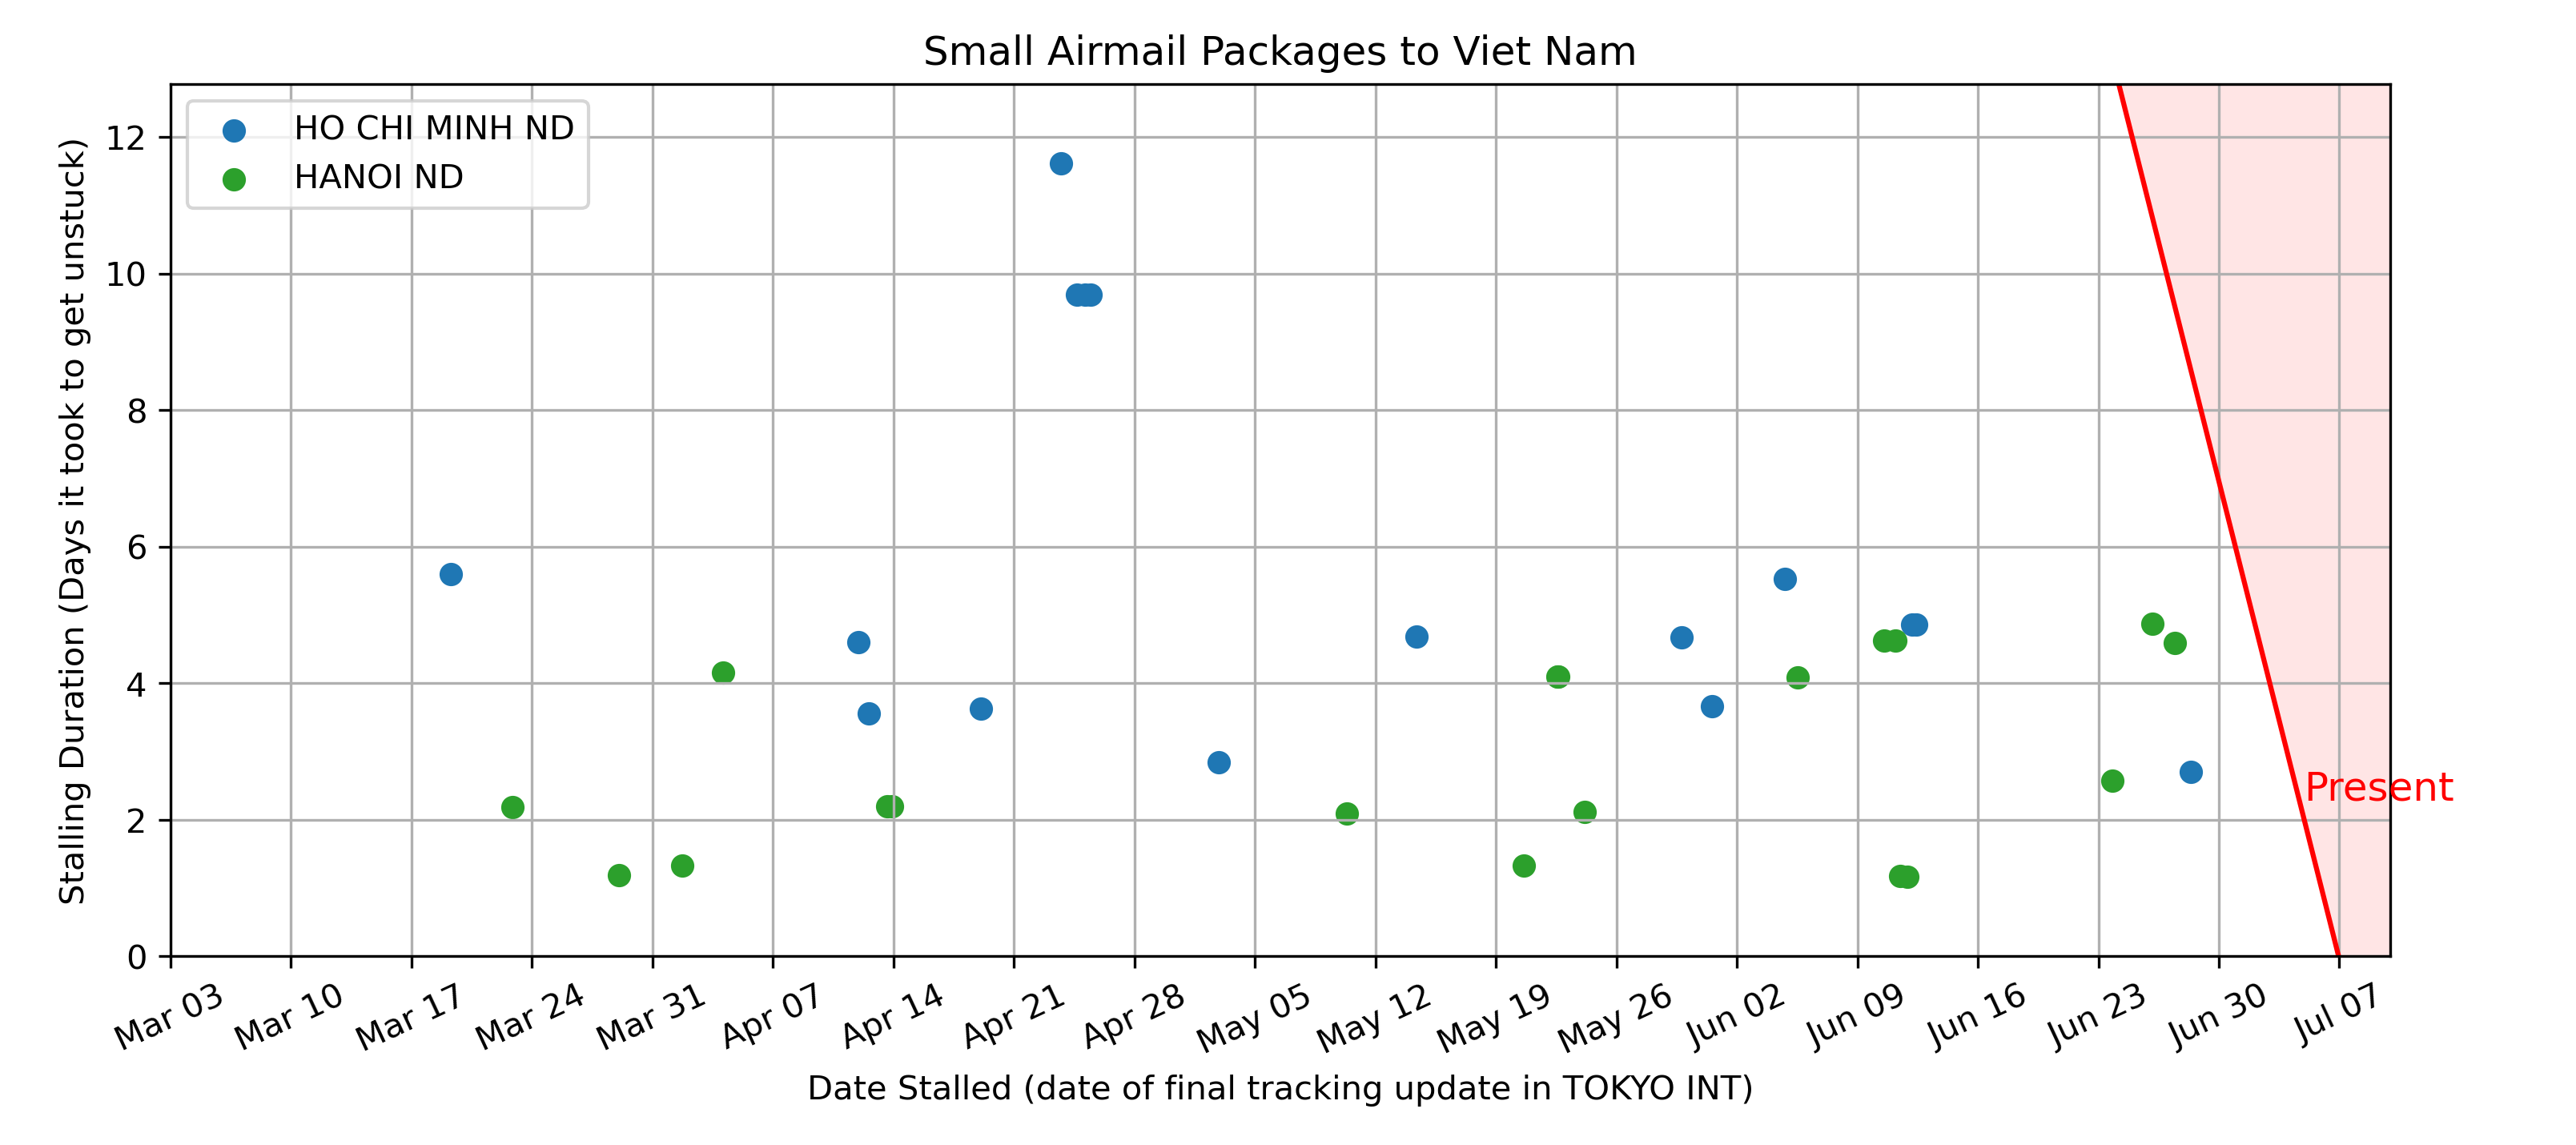 Small Airmail Packages to Viet Nam
HO CHI MINH ND
HANOI ND
Stalling Duration (Days it took to get unstuck)
12
10
8
6
4
2
0
Present
Mar 03
Mar 10
Mar 17
Mar 24
Mar 31
Apr 07
Apr 14
Apr 21
Apr 28
May 05
May 12
May 19
May 26
Jun 02
Jun 09
Jun 16
Jun 23
Jun 30
Jul 07
Date Stalled (date of final tracking update in TOKYO INT)